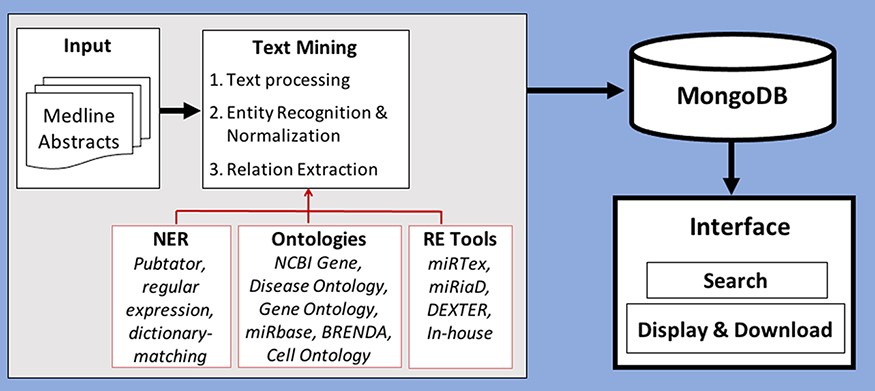 Input
Medline
Abstracts
Text Mining
1. Text processing
2. Entity Recognition &
Normalization
3. Relation Extraction
NER
Pubtator,
regular
expression,
dictionary-
matching
Ontologies
NCBI Gene,
Disease Ontology,
Gene Ontology,
miRbase, BRENDA,
Cell Ontology
RE Tools
miRTex,
miRiaD,
DEXTER,
In-house
MongoDB
Interface
Search
Display & Download